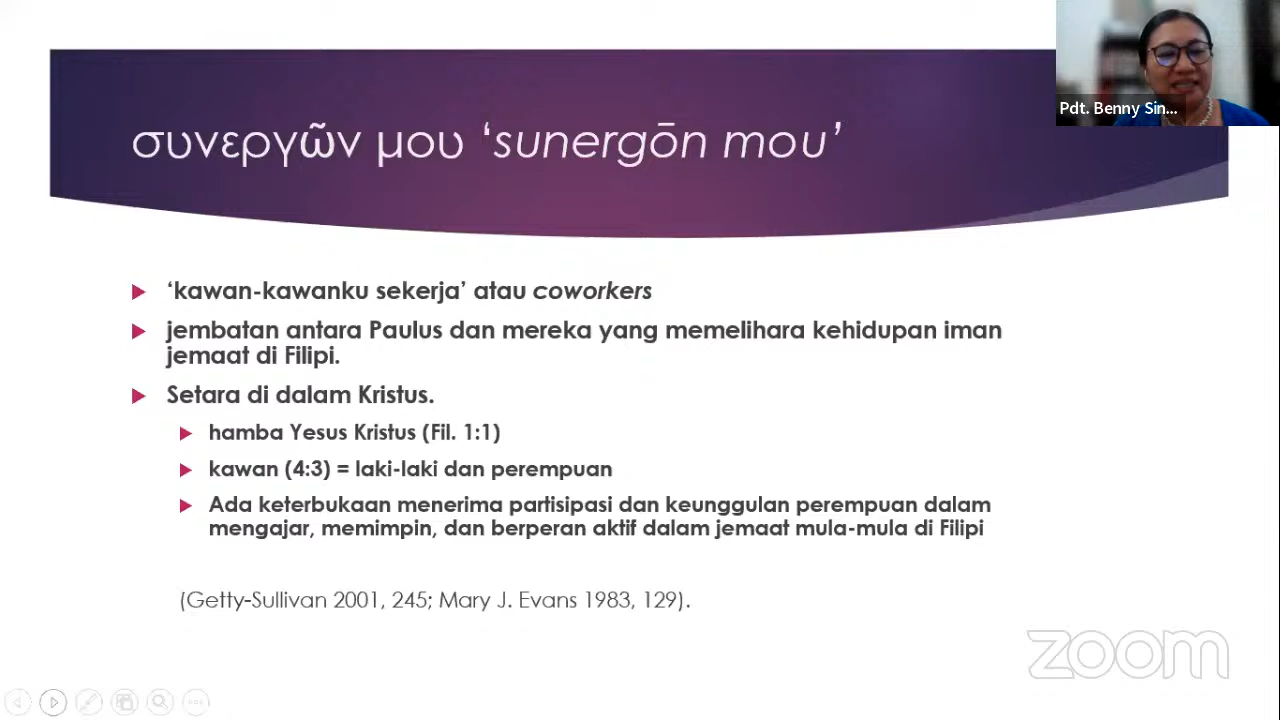 Pdt. Benny Sin...
συνεργῶν μου ‘sunergōn mou’
‘kawan-kawanku sekerja’ atau coworkers
jembatan antara Paulus dan mereka yang memelihara kehidupan iman
jemaat di Filipi.
Setara di dalam Kristus.
hamba Yesus Kristus (Fil. 1:1)
kawan (4:3) = laki-laki dan perempuan
Ada keterbukaan menerima partisipasi dan keunggulan perempuan dalam
mengajar, memimpin, dan berperan aktif dalam jemaat mula-mula di Filipi
(Getty-Sullivan 2001, 245; Mary J. Evans 1983, 129).
zoom